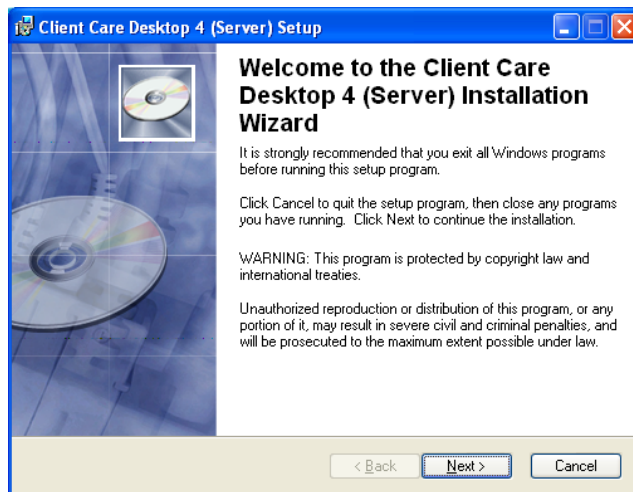 Client Care Desktop 4 (Server) Setup
Welcome to the Client Care
Desktop 4 (Server) Installation
Wizard
It is strongly recommended that you exit all Windows programs
before running this setup program.
Click Cancel to quit the setup program, then close any programs
you have running. Click Next to continue the installation.
WARNING: This program is protected by copyright law and
international treaties.
Unauthorized reproduction or distribution of this program, or any
portion of it, may result in severe civil and criminal penalties, and
will be prosecuted to the maximum extent possible under law.
< Back Next > Cancel